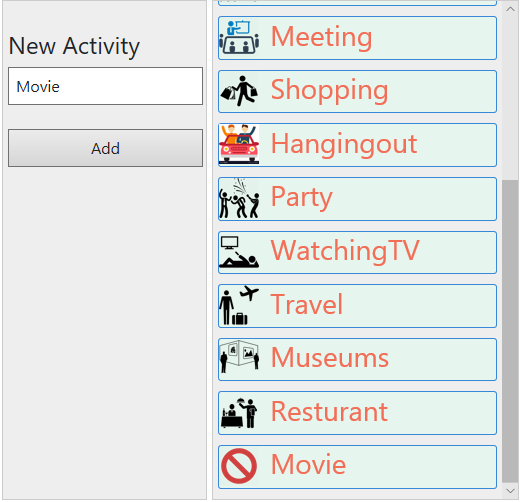 New Activity
Movie
Add
Meeting
Shopping
Hangingout
Party
WatchingTV
Travel
Museums
Resturant
Movie